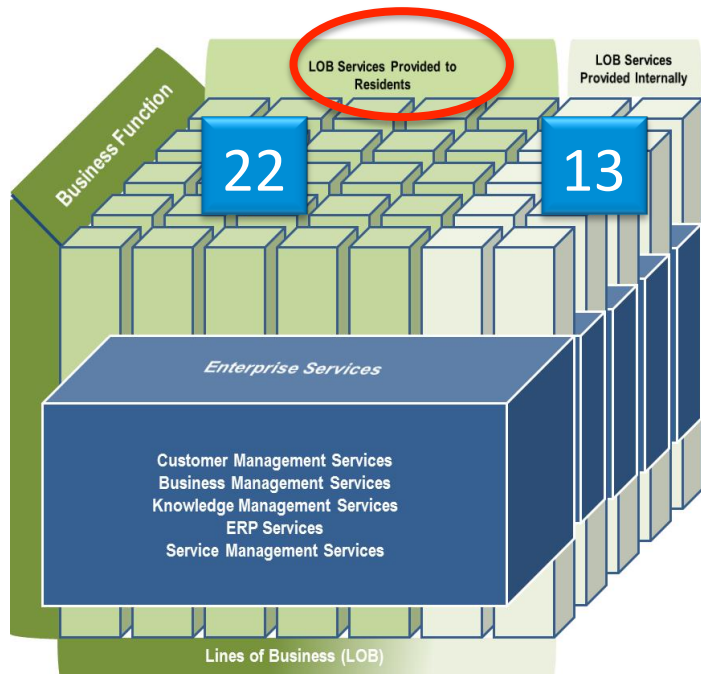 LOB Services Provided to
Residents
LOB Services
Provided Internally
Business Function
22
13
Enterprise Services
Customer Management Services
Business Management Services
Knowledge Management Services
ERP Services
Service Management Services
Lines of Business (LOB)